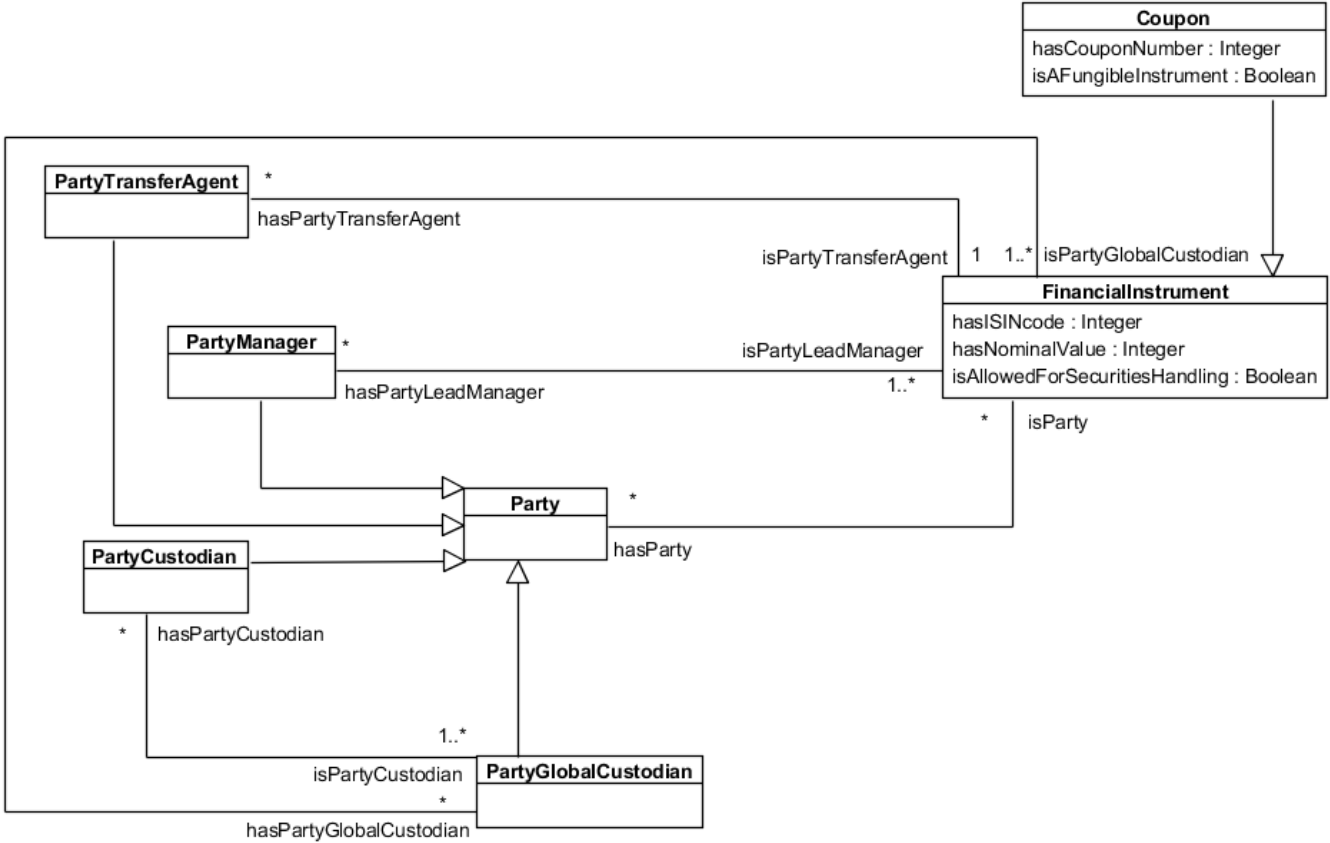 Coupon
hasCouponNumber : Integer
isAFungibleInstrument : Boolean
PartyTransferAgent
*
hasPartyTransferAgent
isPartyTransferAgent
1
1..*
isPartyGlobalCustodian
FinancialInstrument
hasISINcode : Integer
hasNominalValue : Integer
isAllowedForSecuritiesHandling : Boolean
PartyManager
*
hasPartyLeadManager
isPartyLeadManager
1..*
*
isParty
Party
*
hasParty
PartyCustodian
*
hasPartyCustodian
1..*
isPartyCustodian
PartyGlobalCustodian
*
hasPartyGlobalCustodian